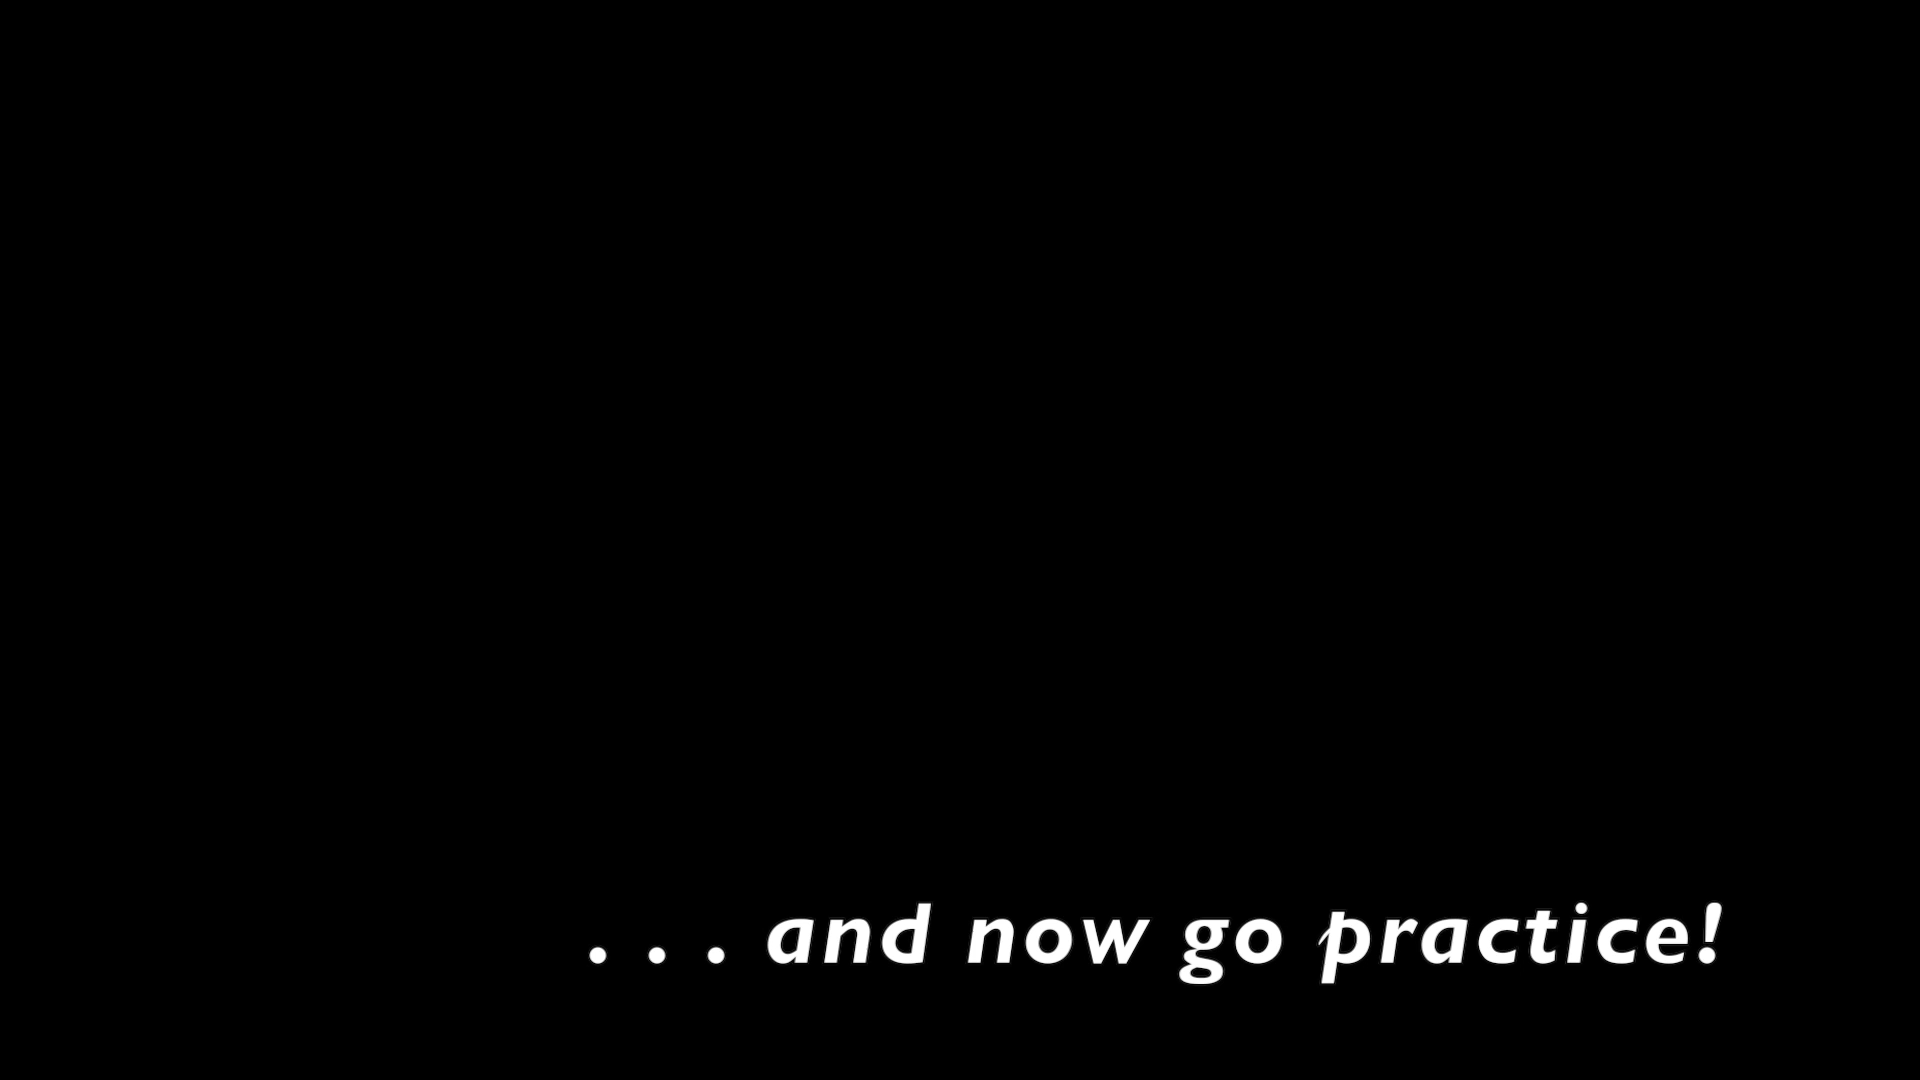 . . . and now go practice!